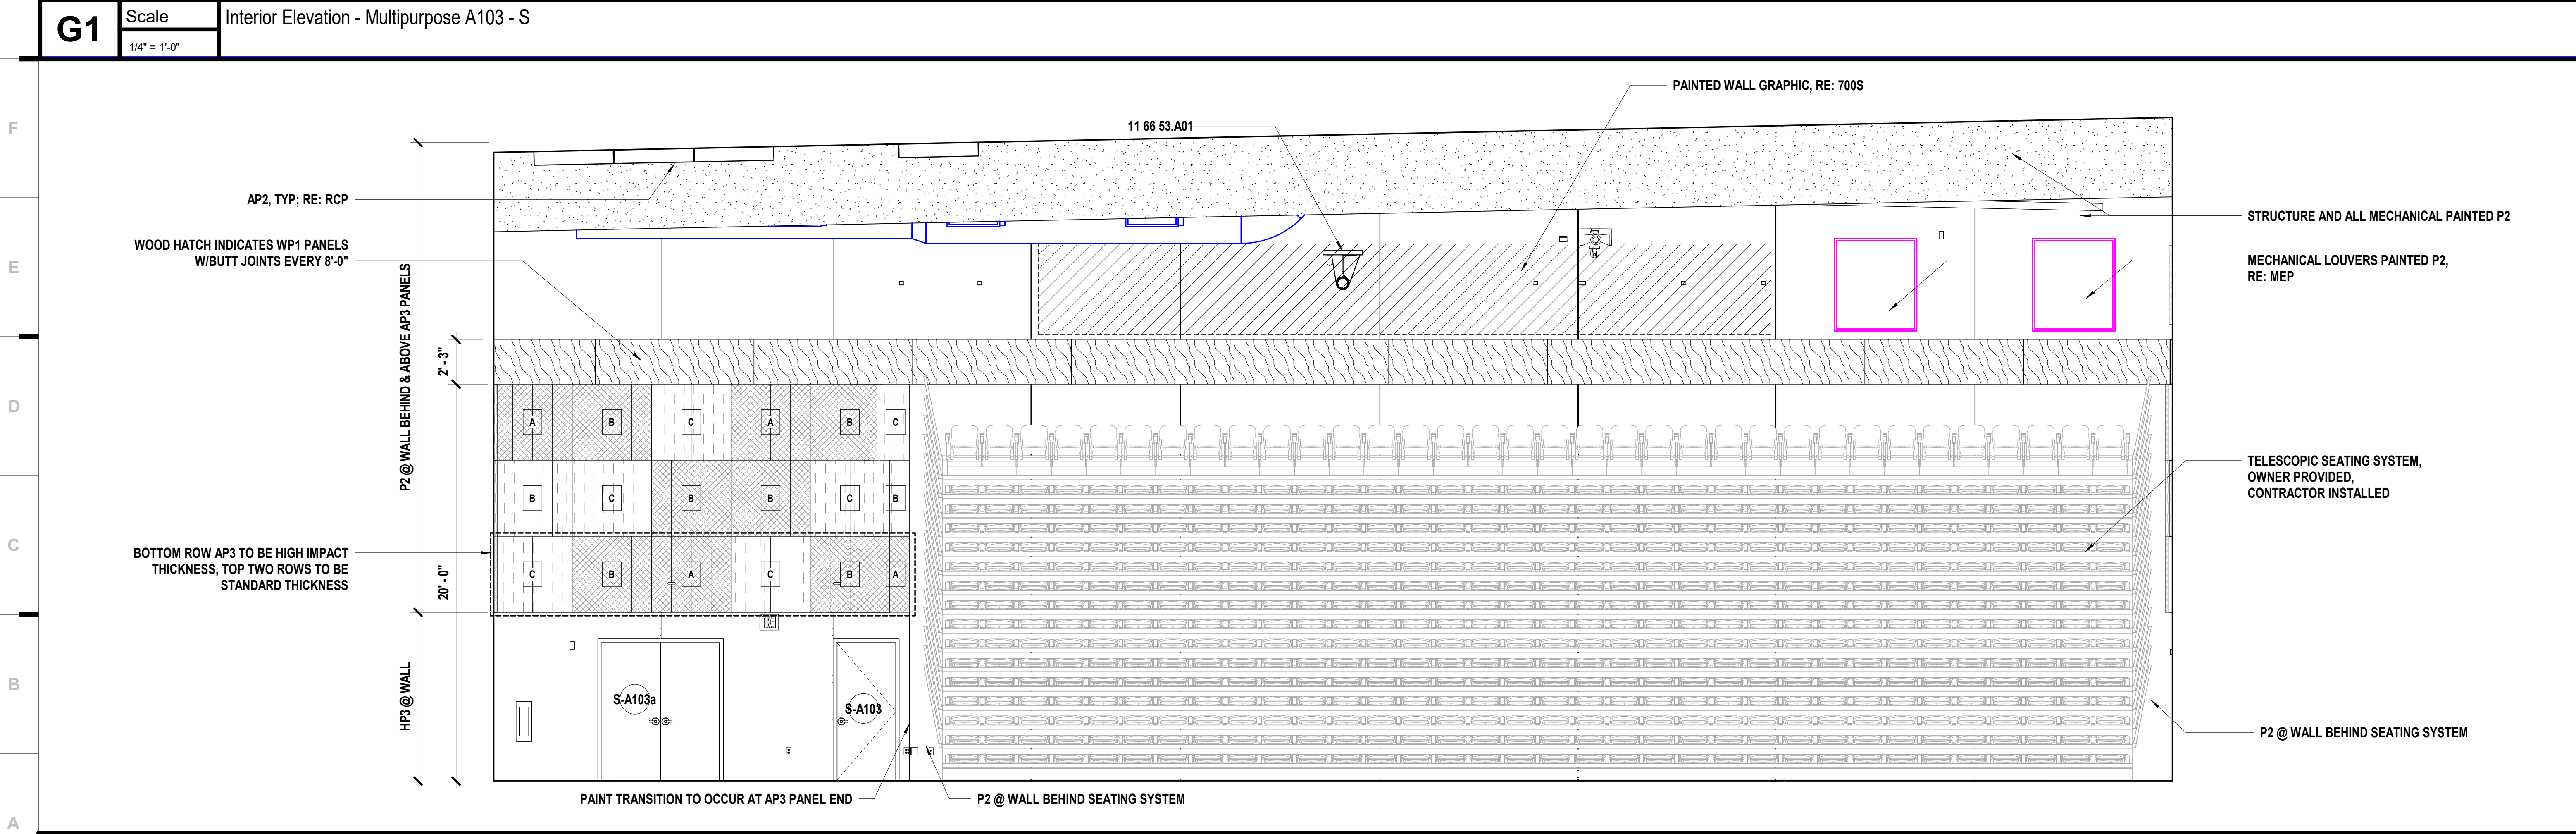 G1
Scale
1/4" = 1'-0"
Interior Elevation - Multipurpose A103 - S
F
E
D
C
B
A
PAINTED WALL GRAPHIC, RE: 700S
11 66 53.A01
AP2, TYP; RE: RCP
WOOD HATCH INDICATES WP1 PANELS
W/BUTT JOINTS EVERY 8'-0"
STRUCTURE AND ALL MECHANICAL PAINTED P2
MECHANICAL LOUVERS PAINTED P2,
RE: MEP
P2 @ WALL BEHIND & ABOVE AP3 PANELS
2' - 3"
A B C A B C
B C B B C B
C B A C B A
TELESCOPIC SEATING SYSTEM,
OWNER PROVIDED,
CONTRACTOR INSTALLED
BOTTOM ROW AP3 TO BE HIGH IMPACT
THICKNESS, TOP TWO ROWS TO BE
STANDARD THICKNESS
20' - 0"
HP3 @ WALL
S-A103a
S-A103
P2 @ WALL BEHIND SEATING SYSTEM
PAINT TRANSITION TO OCCUR AT AP3 PANEL END
P2 @ WALL BEHIND SEATING SYSTEM